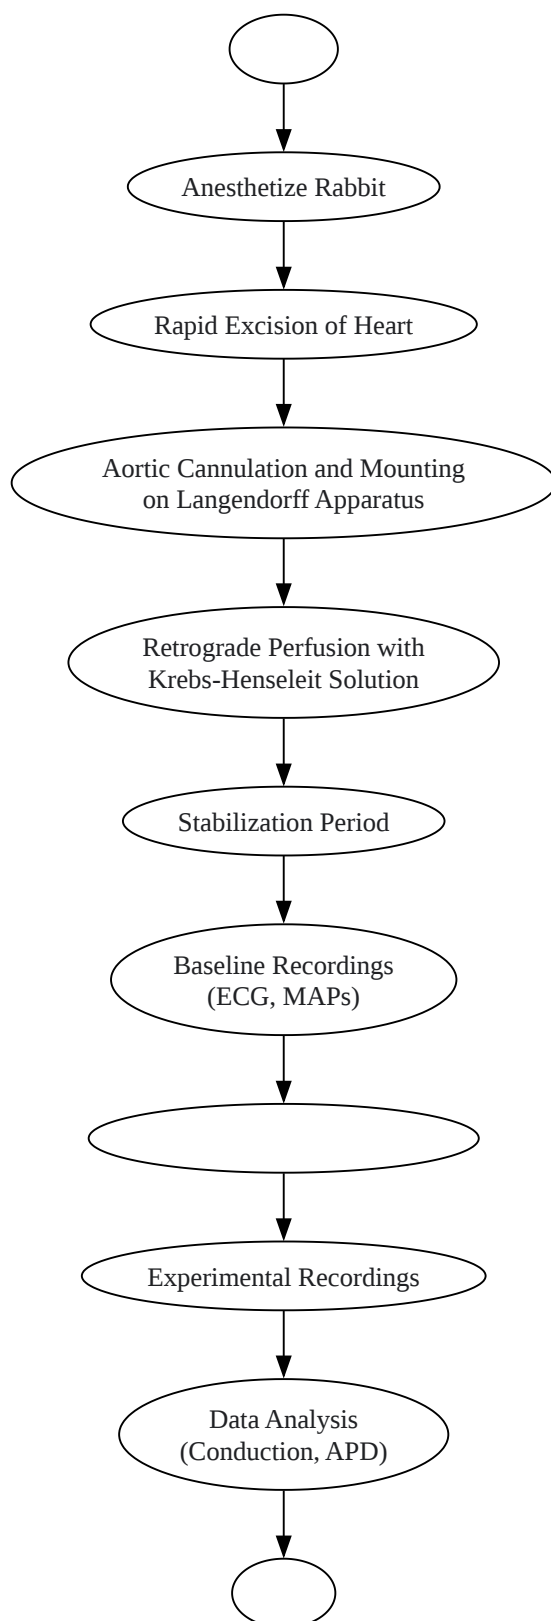 Anesthetize Rabbit
Rapid Excision of Heart
Aortic Cannulation and Mounting
on Langendorff Apparatus
Retrograde Perfusion with
Krebs-Henseleit Solution
Stabilization Period
Baseline Recordings
(ECG, MAPs)
Experimental Recordings
Data Analysis
(Conduction, APD)